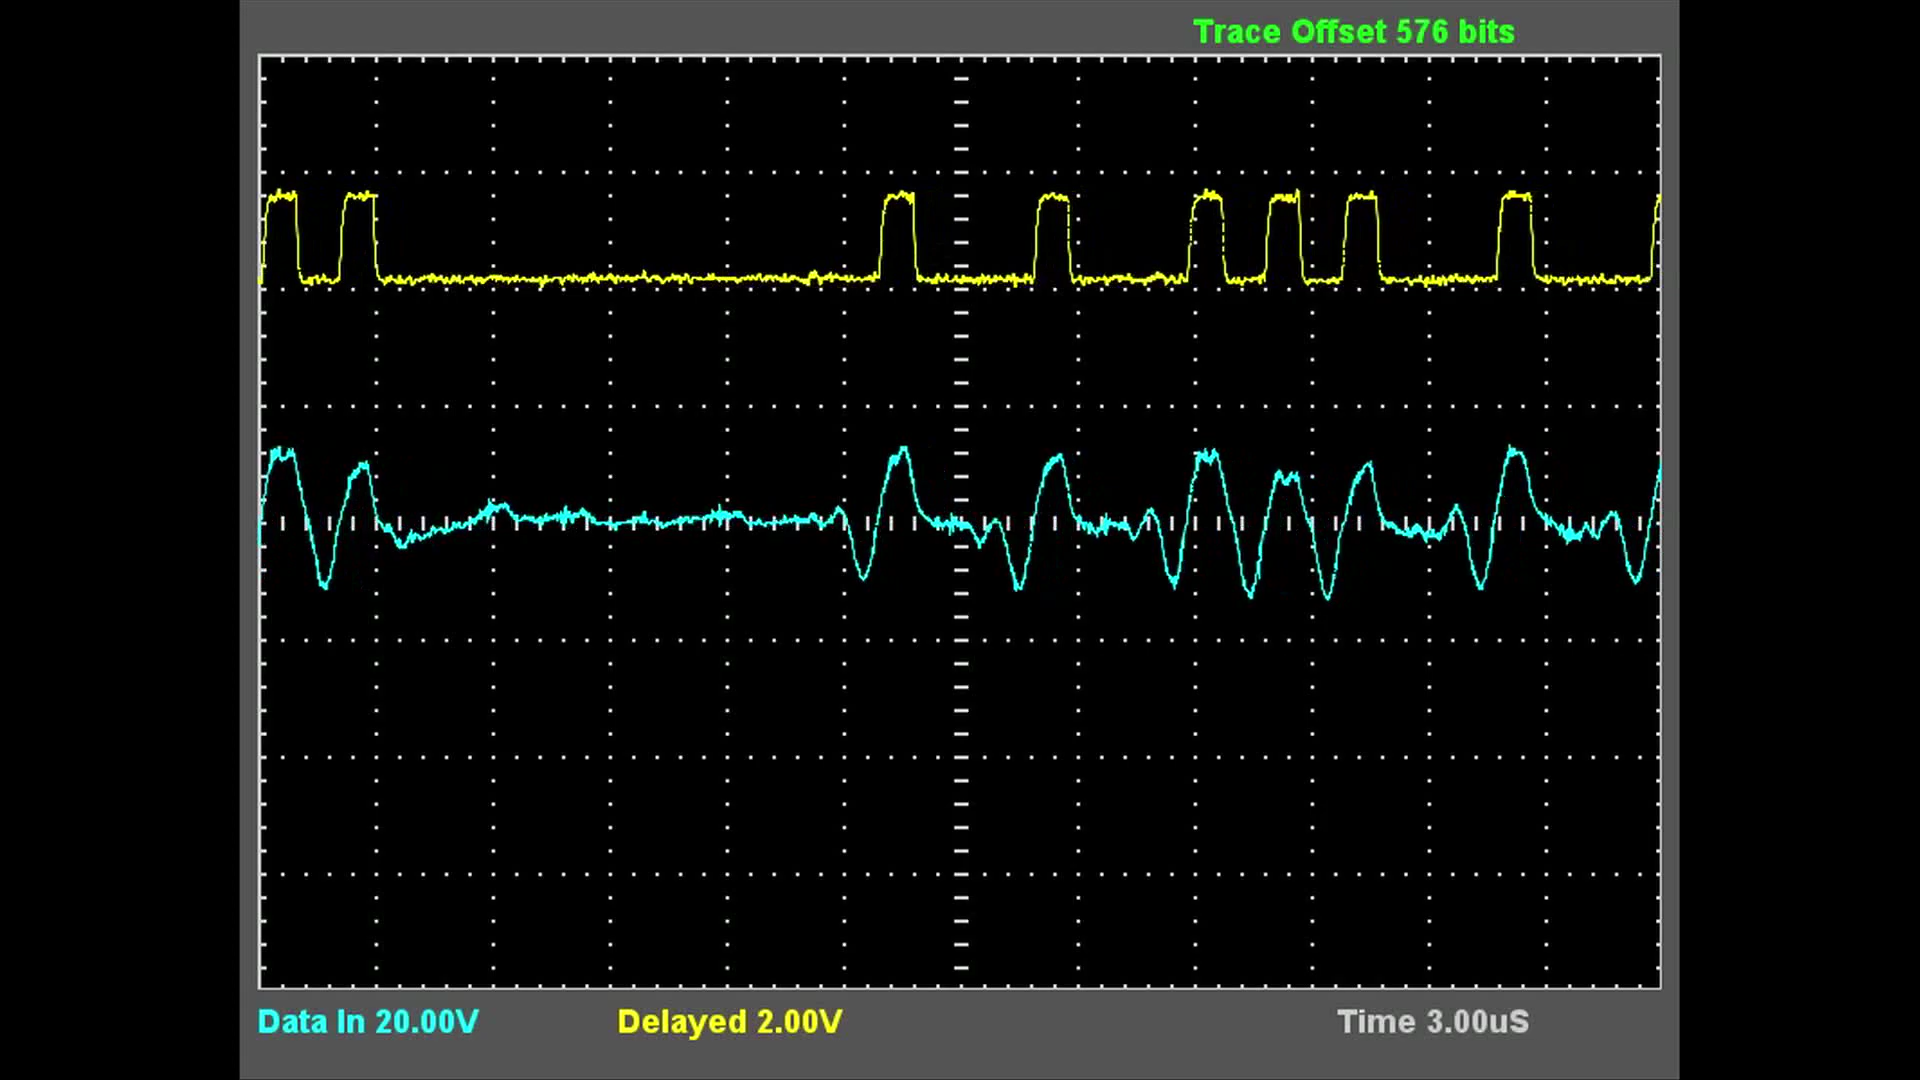 Trace Offset 576 bits
Data In 20.00V
Delayed 2.00V
Time 3.00uS